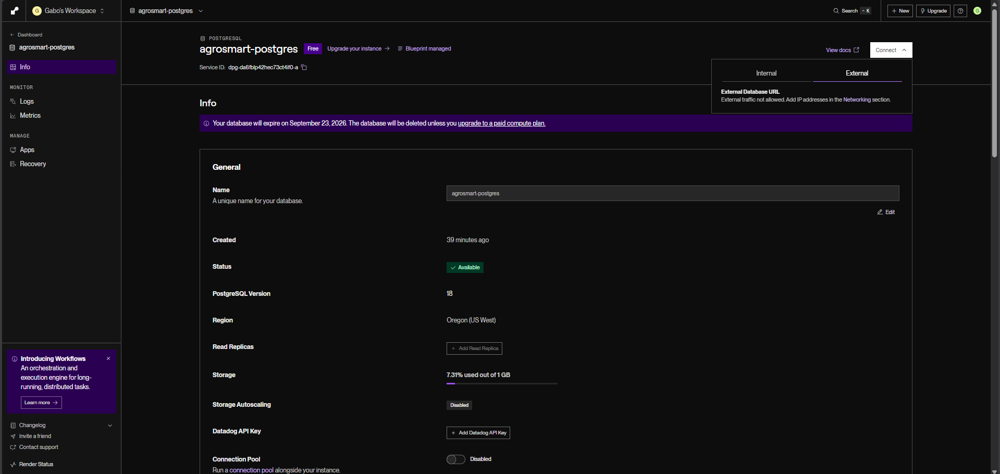 G Gabo's Workspace
agrosmart-postgres
Search ^ K
+ New
Upgrade
G
← Dashboard
agrosmart-postgres
Info
MONITOR
Logs
Metrics
MANAGE
Apps
Recovery
Introducing Workflows
An orchestration and
execution engine for long-
running, distributed tasks.
Learn more →
Changelog
Invite a friend
Contact support
Render Status
POSTGRESQL
agrosmart-postgres Free Upgrade your instance → Blueprint managed
Service ID: dpg-da6fblp42hec73ct4if0-a
View docs
Connect
Internal External
External Database URL
External traffic not allowed. Add IP addresses in the Networking section.
Info
Your database will expire on September 23, 2026. The database will be deleted unless you upgrade to a paid compute plan.
General
Name
A unique name for your database.
agrosmart-postgres
Edit
Created 39 minutes ago
Status Available
PostgreSQL Version 18
Region Oregon (US West)
Read Replicas + Add Read Replica
Storage 7.31% used out of 1 GB
Storage Autoscaling Disabled
Datadog API Key + Add Datadog API Key
Connection Pool Disabled
Run a connection pool alongside your instance.